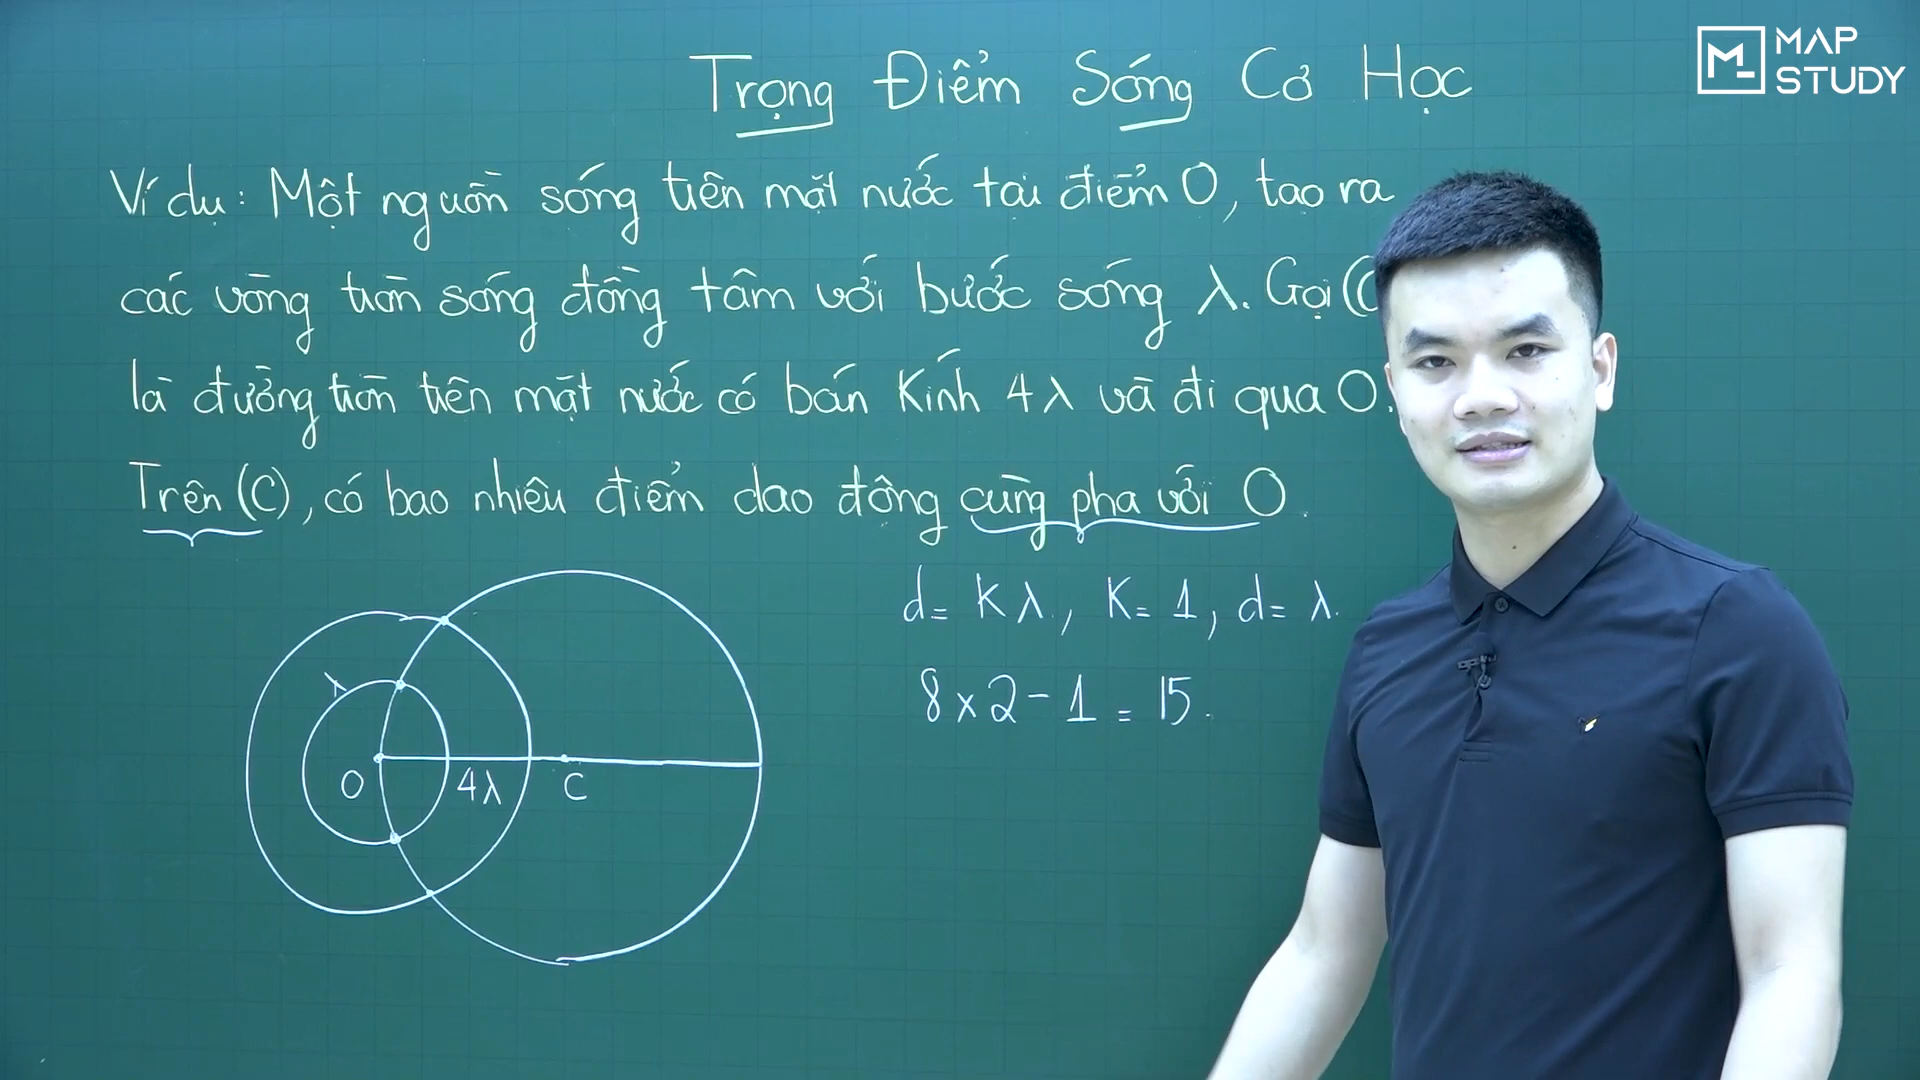 MAP
STUDY
Trọng Điểm Sóng Cơ Học
Ví dụ: Một nguồn sóng trên mặt nước tại điểm O, tạo ra
các vòng tròn sóng đồng tâm với bước sóng λ. Gọi (C
là đường tròn trên mặt nước có bán kính 4λ và đi qua O.
Trên (C), có bao nhiêu điểm dao động cùng pha với O.
d = kλ, k = 1, d = λ.
8 x 2 - 1 = 15.
λ
O 4λ C